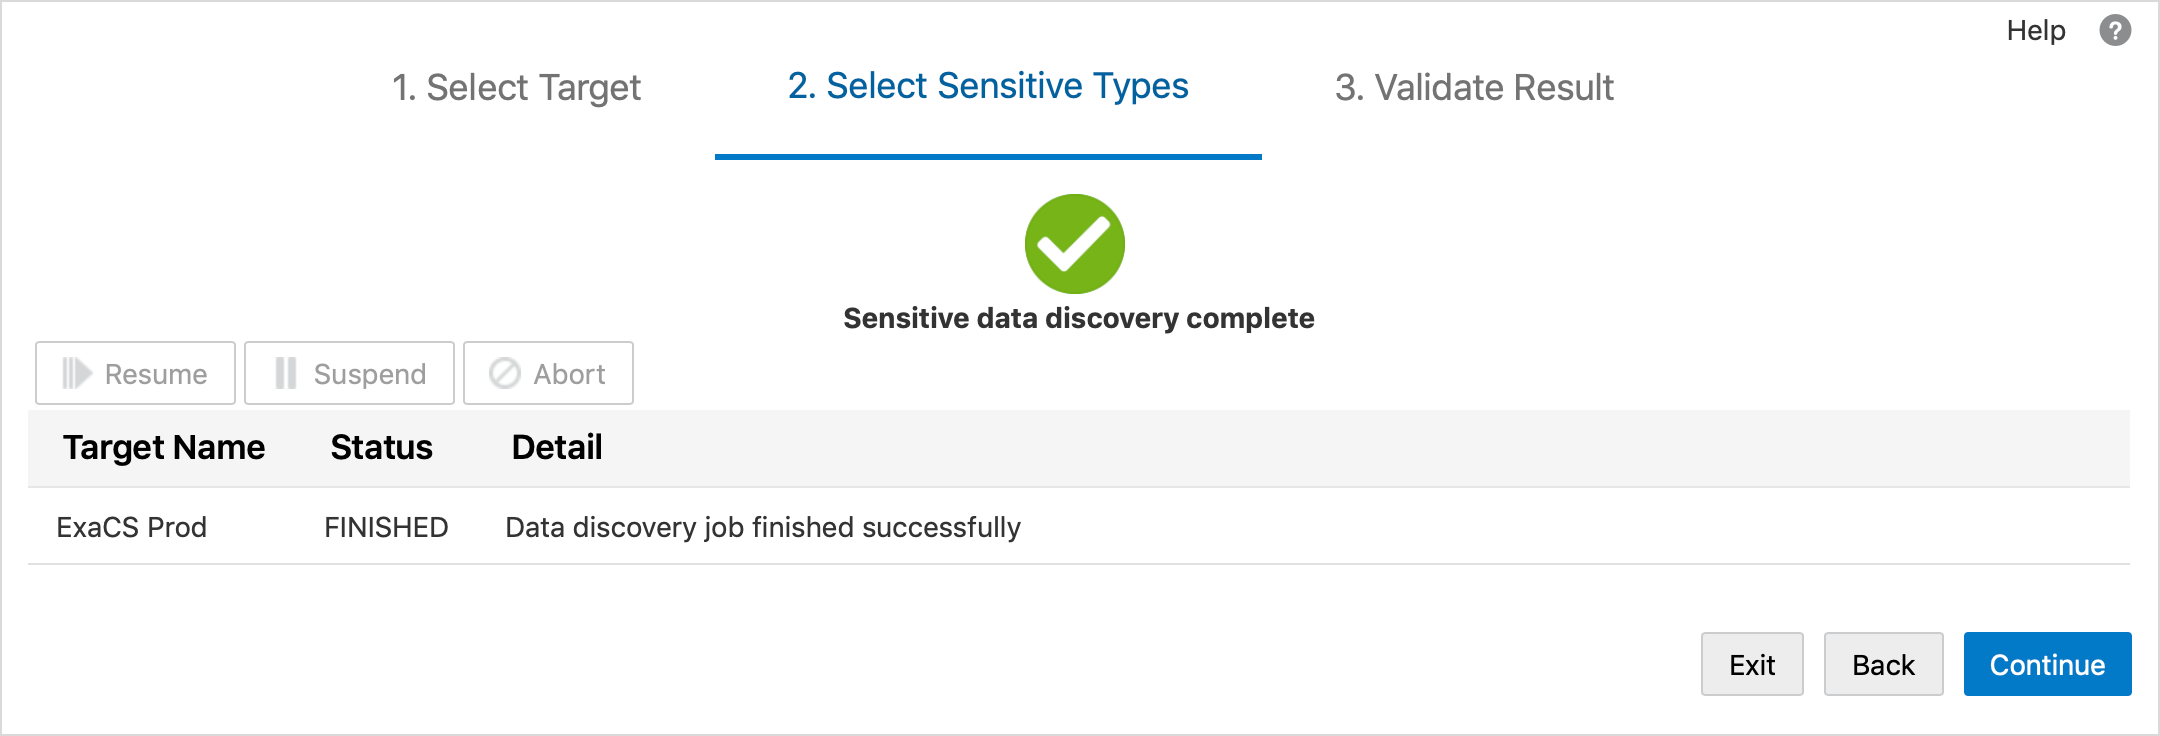 Help ?
1. Select Target 2. Select Sensitive Types 3. Validate Result
Sensitive data discovery complete
Resume Suspend Abort
Target Name Status Detail
ExaCS Prod FINISHED Data discovery job finished successfully
Exit Back Continue